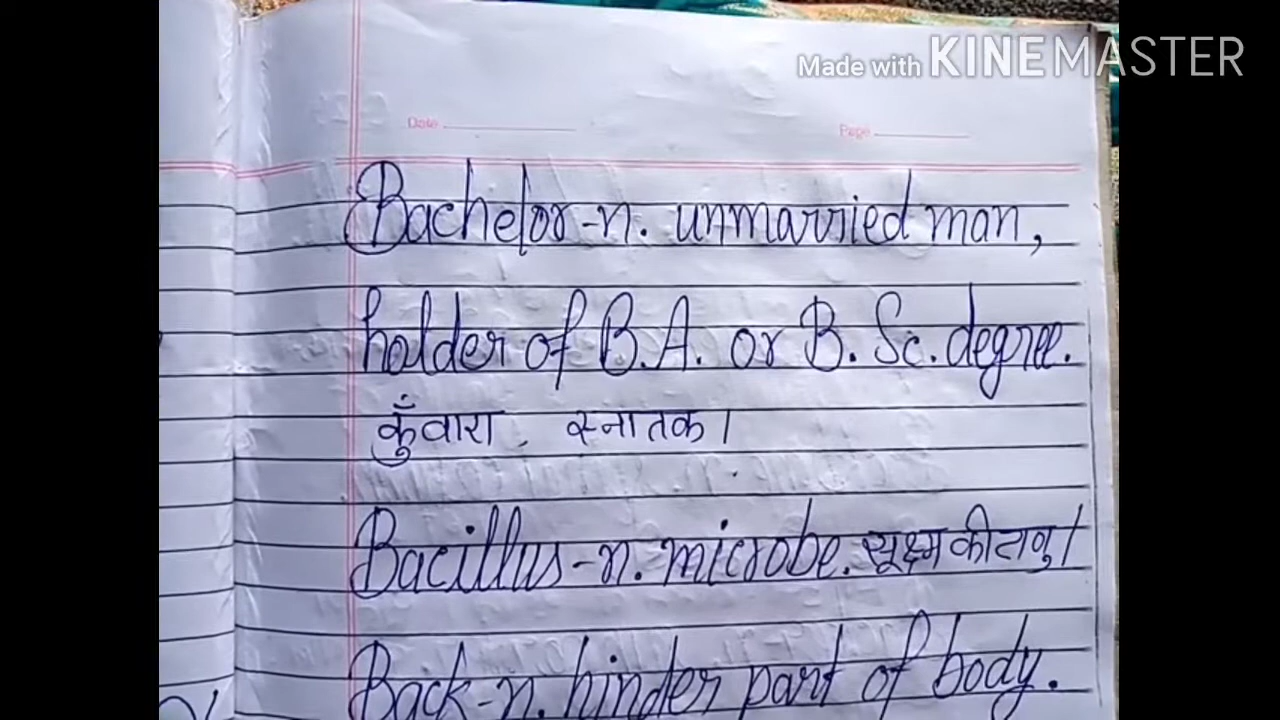 Made with KINEMASTER
Date
Page
Bachelor-n. unmarried man,
holder of B.A. or B.Sc. degree.
कुँवारा, स्नातक।
Bacillus-n. microbe. सूक्ष्म कीटाणु।
Back-n. hinder part of body.